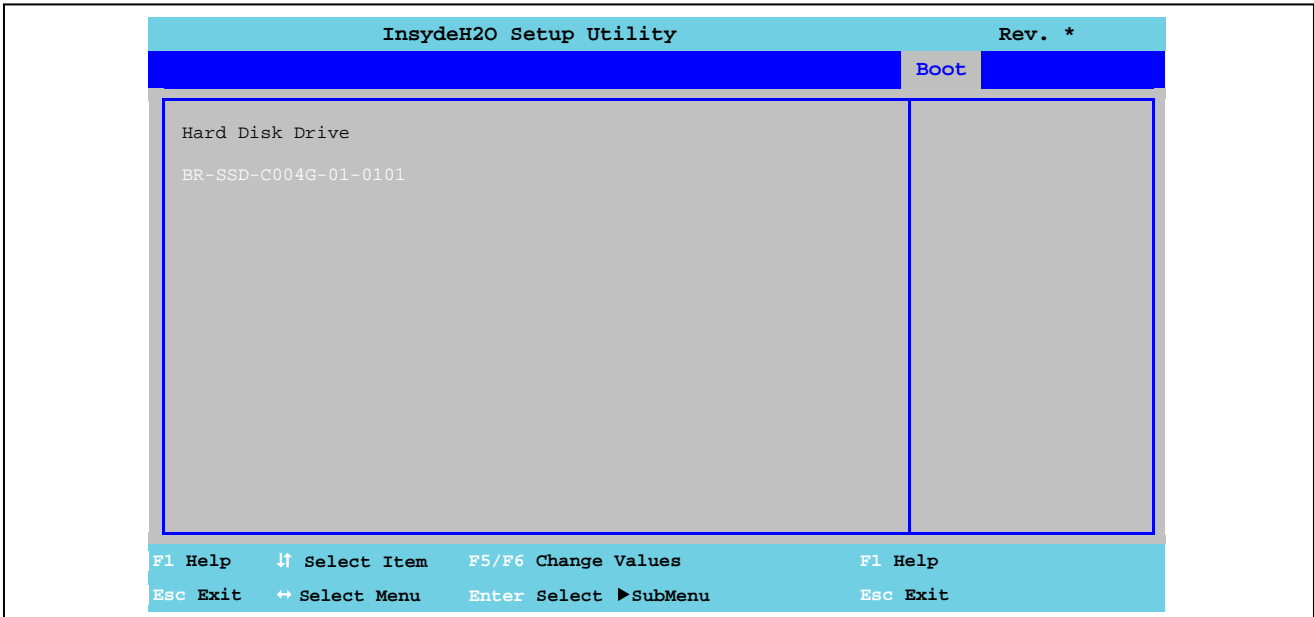 InsydeH2O Setup Utility Rev. *
Boot
Hard Disk Drive
BR-SSD-C004G-01-0101
F1 Help ↓↑ Select Item F5/F6 Change Values F1 Help
Esc Exit ↔ Select Menu Enter Select ▶SubMenu Esc Exit